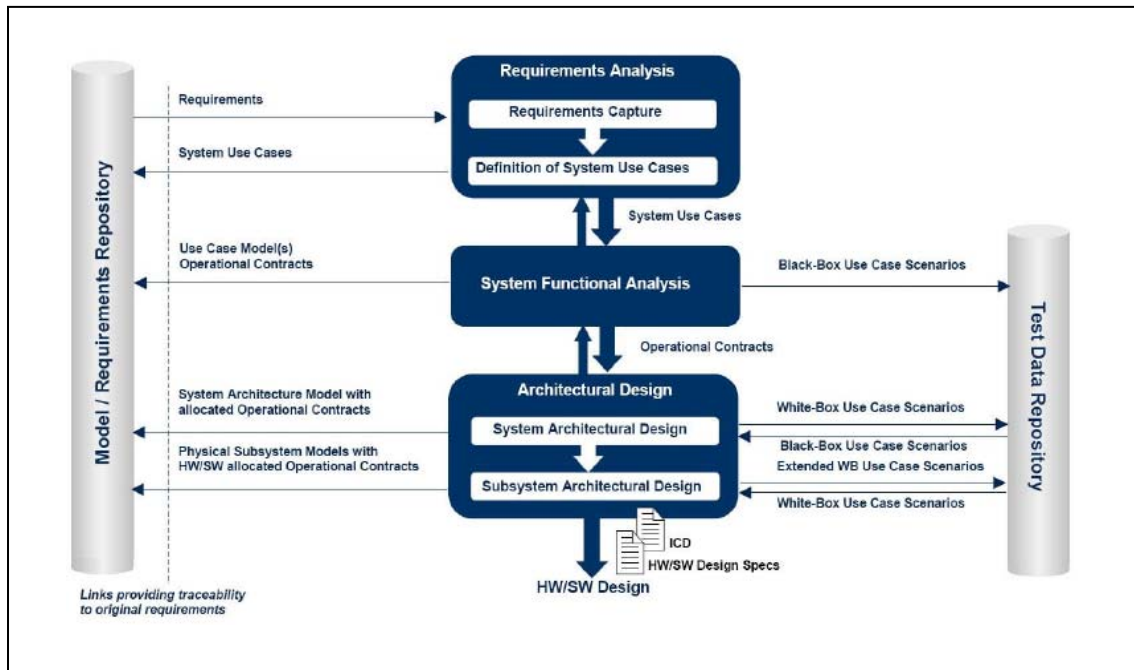 Requirements Analysis
Requirements
Requirements Capture
System Use Cases
Definition of System Use Cases
System Use Cases
Model / Requirements Repository
Use Case Model(s)
Operational Contracts
System Functional Analysis
Black-Box Use Case Scenarios
Test Data Repository
Operational Contracts
Architectural Design
System Architecture Model with
allocated Operational Contracts
System Architectural Design
White-Box Use Case Scenarios
Black-Box Use Case Scenarios
Physical Subsystem Models with
HW/SW allocated Operational Contracts
Subsystem Architectural Design
Extended WB Use Case Scenarios
White-Box Use Case Scenarios
ICD
HW/SW Design Specs
HW/SW Design
Links providing traceability
to original requirements